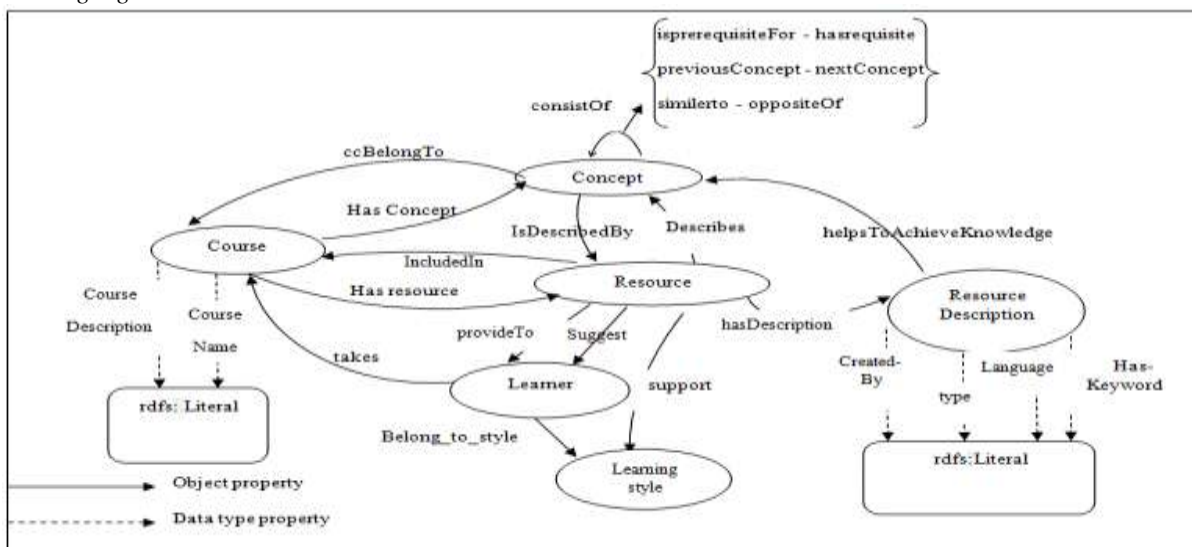 isprerequisiteFor - hasrequisite
previousConcept - nextConcept
similerto - oppositeOf
consistOf
ccBelongTo
Concept
Has Concept
IsDescribedBy
Describes
helpsToAchieveKnowledge
Course
IncludedIn
Resource
Has resource
Course
Description
Course
Name
provideTo
Suggest
hasDescription
Resource
Description
takes
Learner
support
Created-
By
type
Language
Has-
Keyword
rdfs: Literal
Belong_to_style
Learning
style
rdfs:Literal
Object property
Data type property